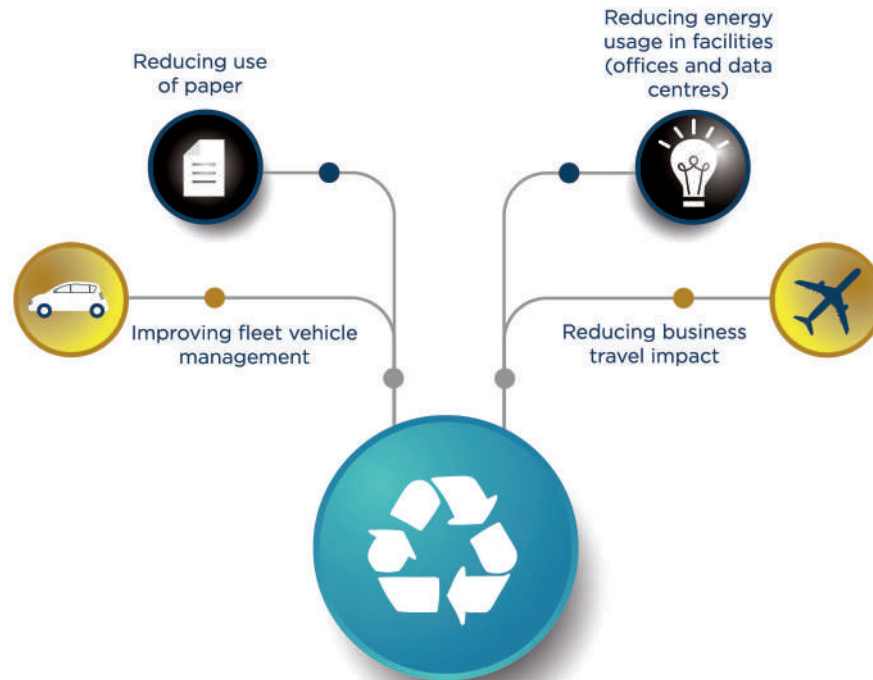 Reducing use
of paper
Reducing energy
usage in facilities
(offices and data
centres)
Improving fleet vehicle
management
Reducing business
travel impact